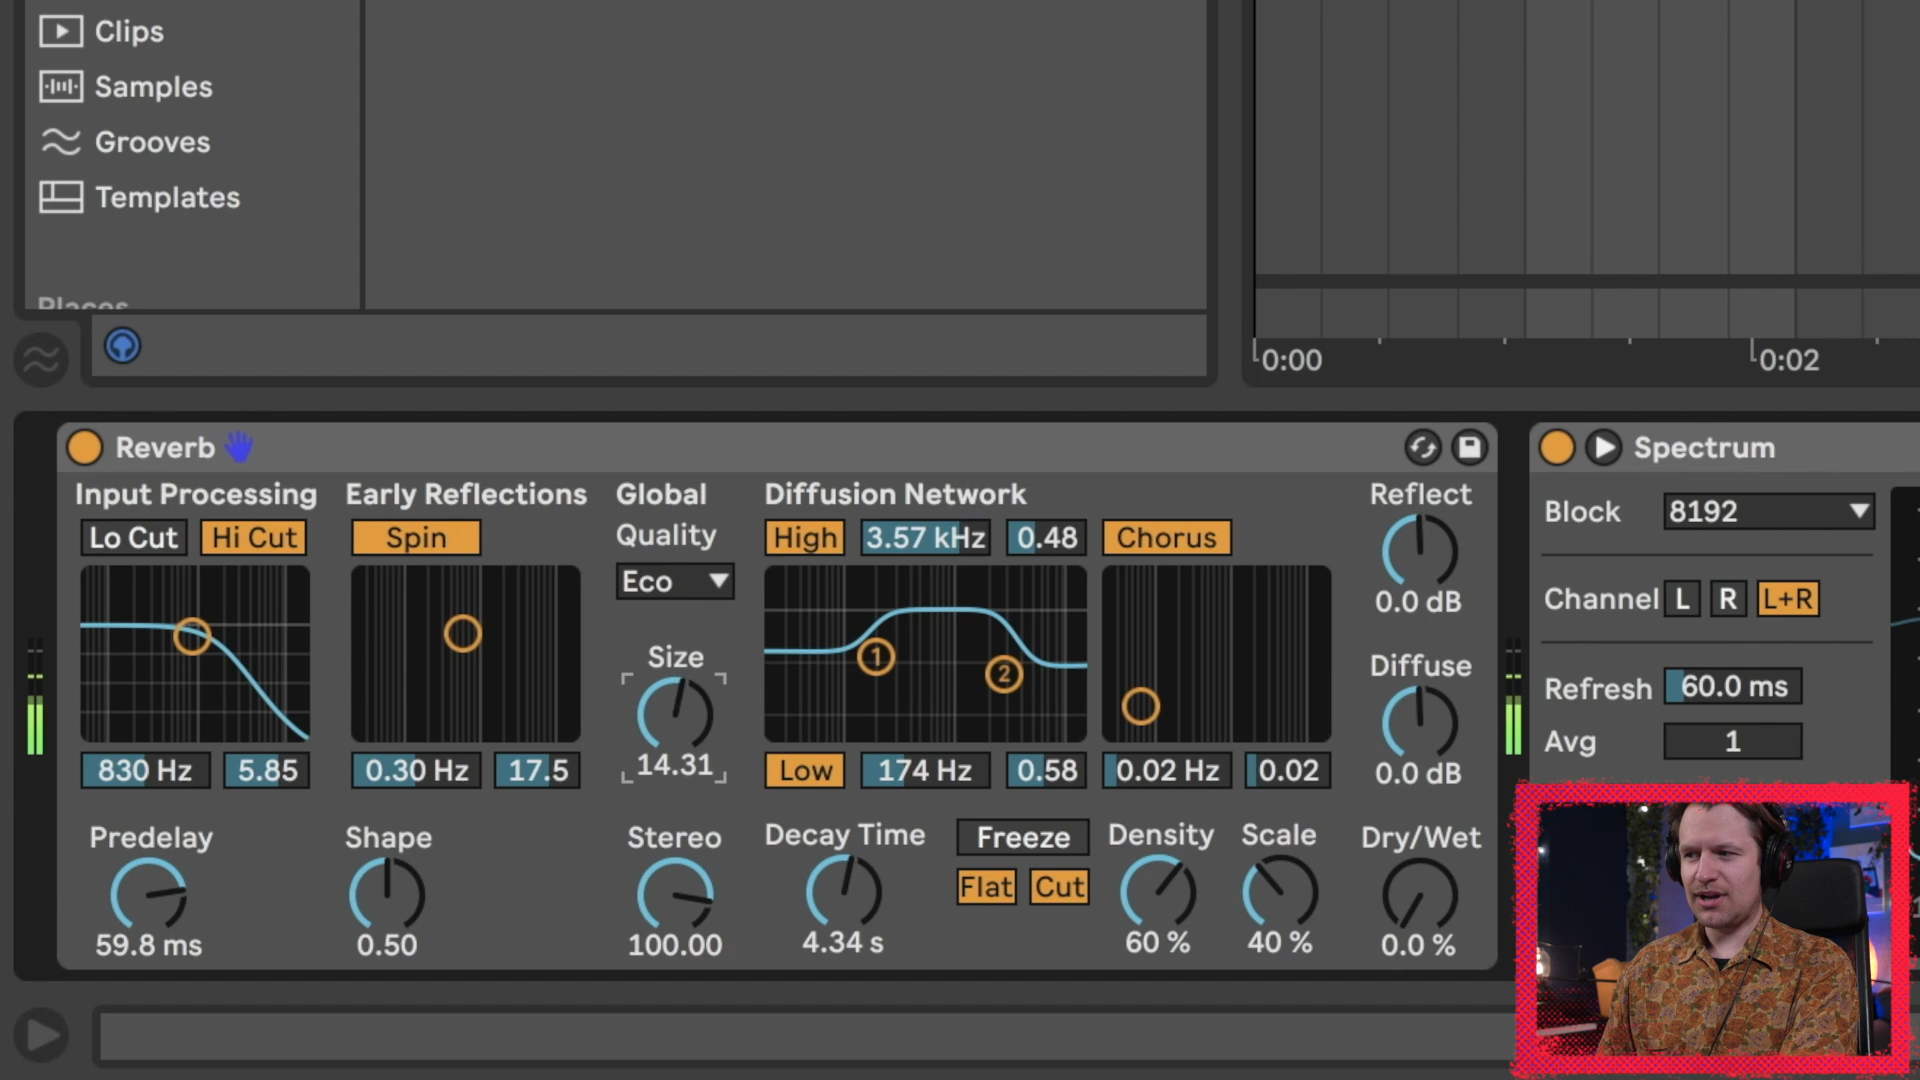 Clips
Samples
Grooves
Templates
Places
0:00
0:02
Reverb
Input Processing
Lo Cut
Hi Cut
830 Hz
5.85
Predelay
59.8 ms
Early Reflections
Spin
0.30 Hz
17.5
Shape
0.50
Global
Quality
Eco
Size
14.31
Stereo
100.00
Diffusion Network
High
3.57 kHz
0.48
Chorus
1
2
Low
174 Hz
0.58
0.02 Hz
0.02
Decay Time
4.34 s
Freeze
Flat
Cut
Density
60 %
Scale
40 %
Reflect
0.0 dB
Diffuse
0.0 dB
Dry/Wet
0.0 %
Spectrum
Block
8192
Channel
L
R
L+R
Refresh
60.0 ms
Avg
1